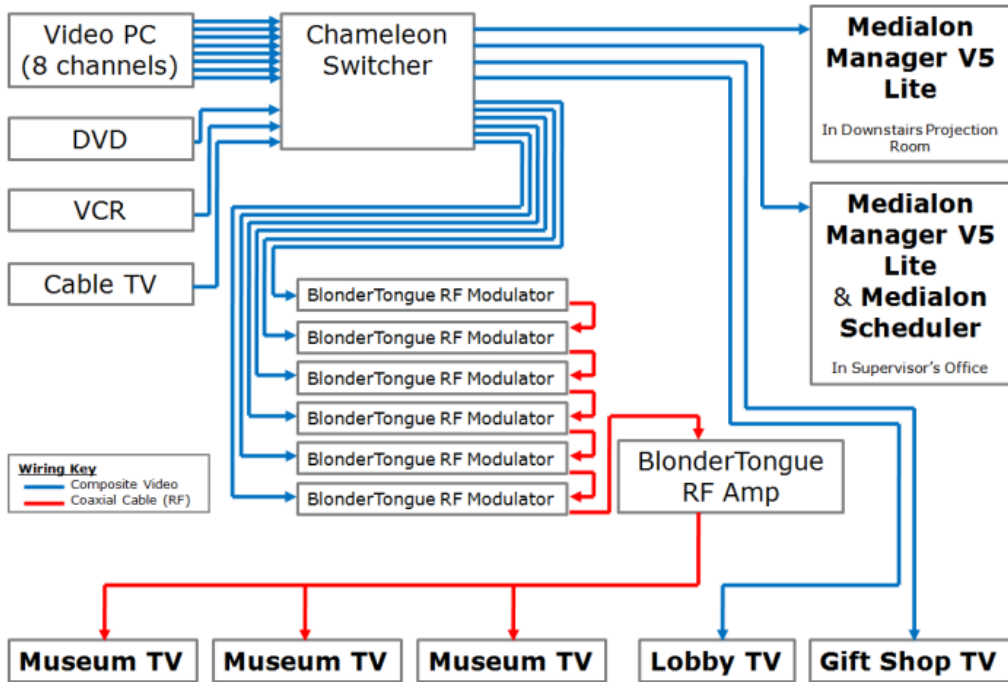 Video PC
(8 channels)
DVD
VCR
Cable TV
Chameleon
Switcher
Medialon
Manager V5
Lite
In Downstairs Projection
Room
Medialon
Manager V5
Lite
& Medialon
Scheduler
In Supervisor's Office
BlonderTongue RF Modulator
BlonderTongue RF Modulator
BlonderTongue RF Modulator
BlonderTongue RF Modulator
BlonderTongue RF Modulator
BlonderTongue RF Modulator
BlonderTongue
RF Amp
Wiring Key
Composite Video
Coaxial Cable (RF)
Museum TV
Museum TV
Museum TV
Lobby TV
Gift Shop TV